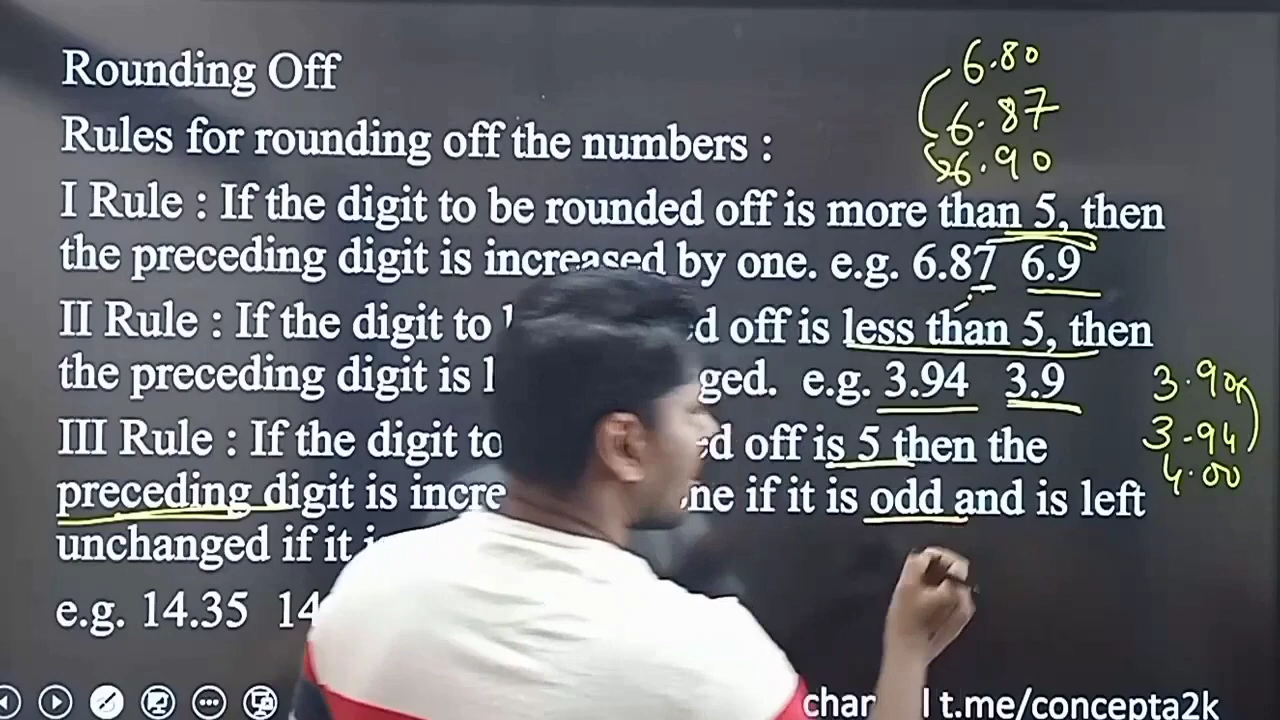 Rounding Off
Rules for rounding off the numbers :
I Rule : If the digit to be rounded off is more than 5, then
the preceding digit is increased by one. e.g. 6.87 6.9
II Rule : If the digit to d off is less than 5, then
the preceding digit is ged. e.g. 3.94 3.9
III Rule : If the digit to ed off is 5 then the
preceding digit is incre ne if it is odd and is left
unchanged if it
e.g. 14.35 14
6.80
6.87
6.90
3.90
3.94
4.00
t.me/concepta2k